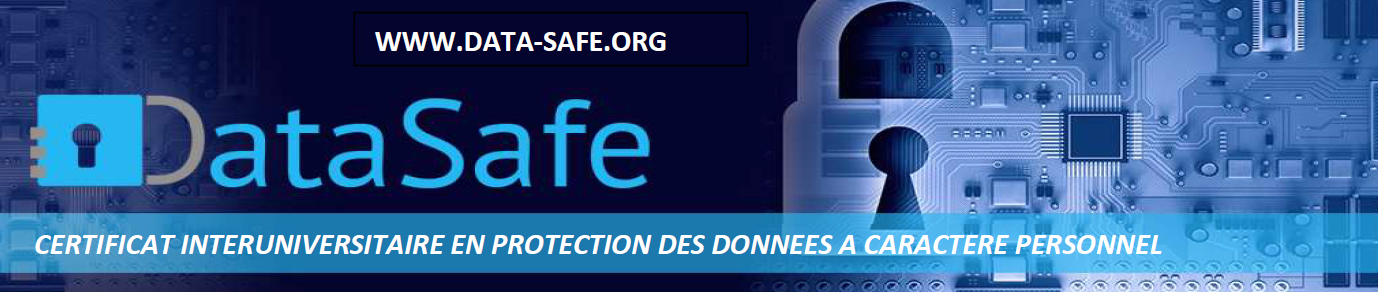 WWW.DATA-SAFE.ORG
DataSafe
CERTIFICAT INTERUNIVERSITAIRE EN PROTECTION DES DONNEES A CARACTERE PERSONNEL